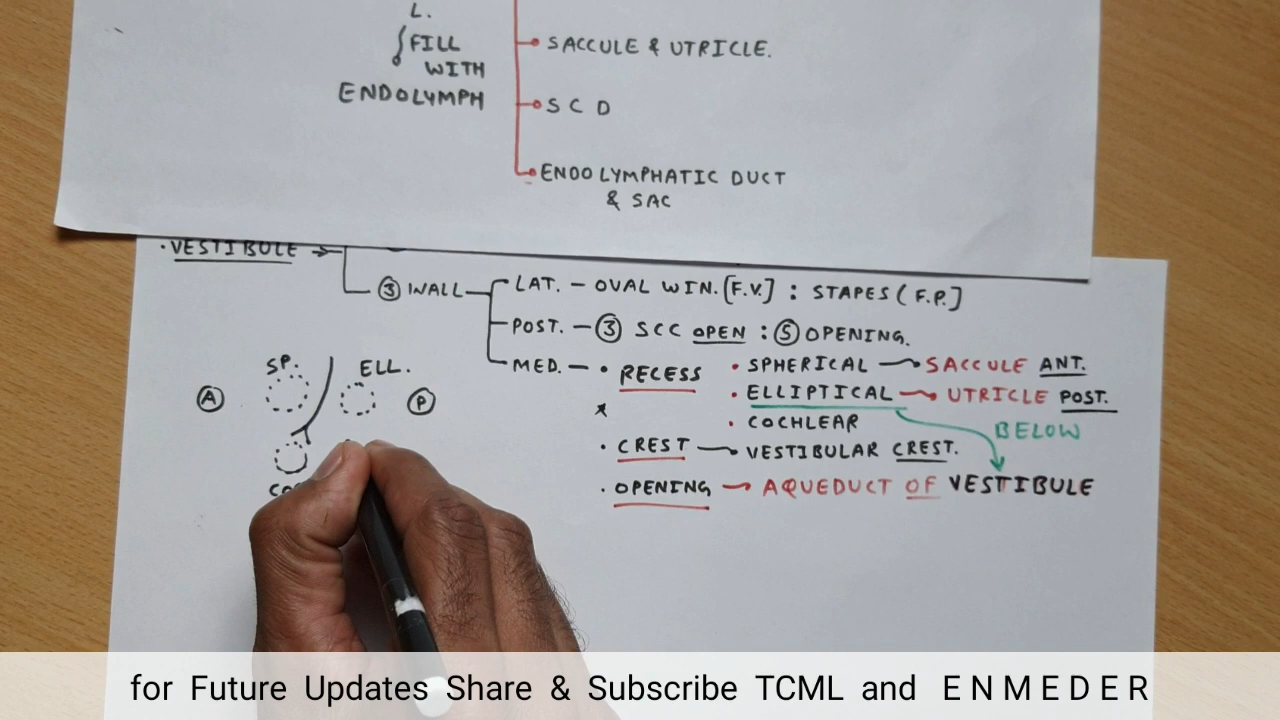 L.
FILL
WITH
ENDOLYMPH
SACCULE & UTRICLE.
S C D
ENDOLYMPHATIC DUCT
& SAC
• VESTIBULE →
③ WALL
LAT. – OVAL WIN. [F.V.] : STAPES ( F.P.]
POST. – ③ SCC OPEN : ⑤ OPENING.
MED. – • RECESS
• SPHERICAL — SACCULE ANT.
• ELLIPTICAL — UTRICLE POST.
• COCHLEAR
BELOW
• CREST — VESTIBULAR CREST.
• OPENING — AQUEDUCT OF VESTIBULE
SP. ELL.
Ⓐ Ⓟ
for Future Updates Share & Subscribe TCML and E N M E D E R